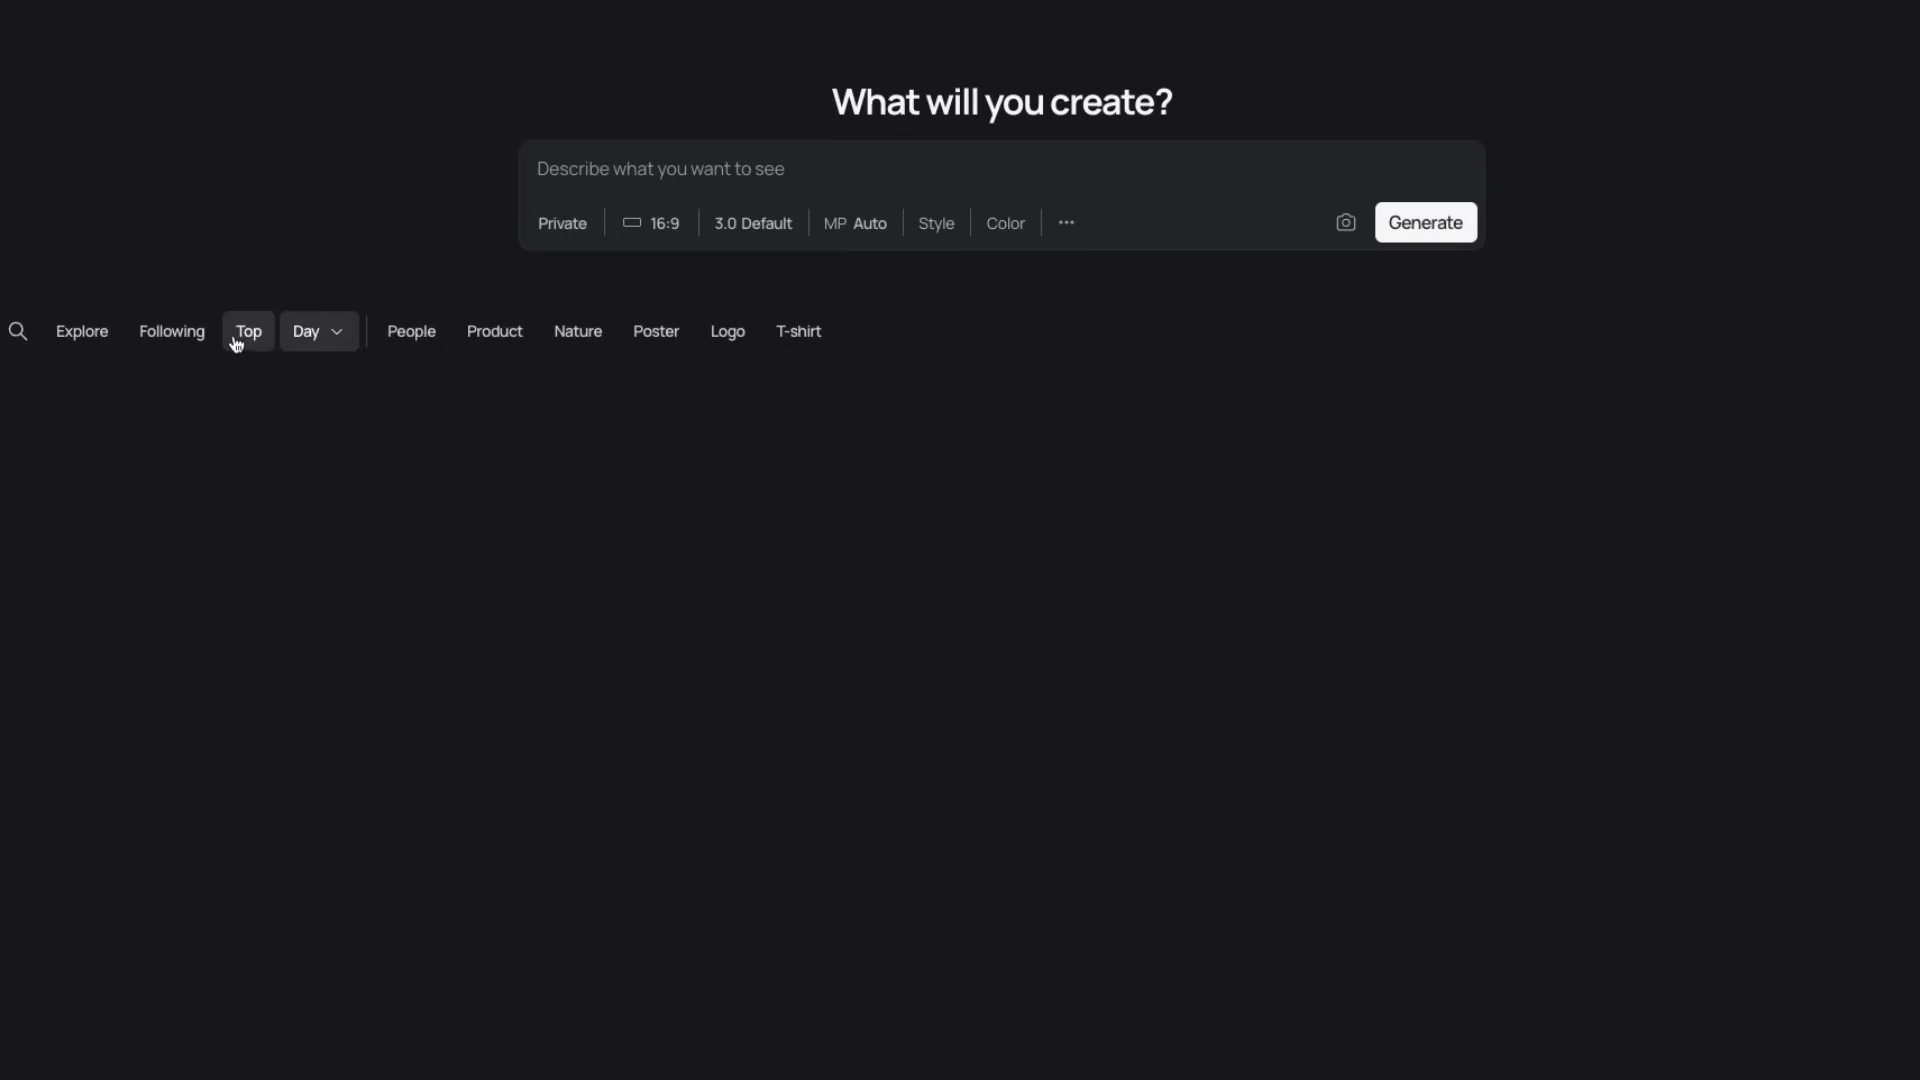 What will you create?
Describe what you want to see
Private 16:9 3.0 Default MP Auto Style Color Generate
Explore Following Top Day People Product Nature Poster Logo T-shirt